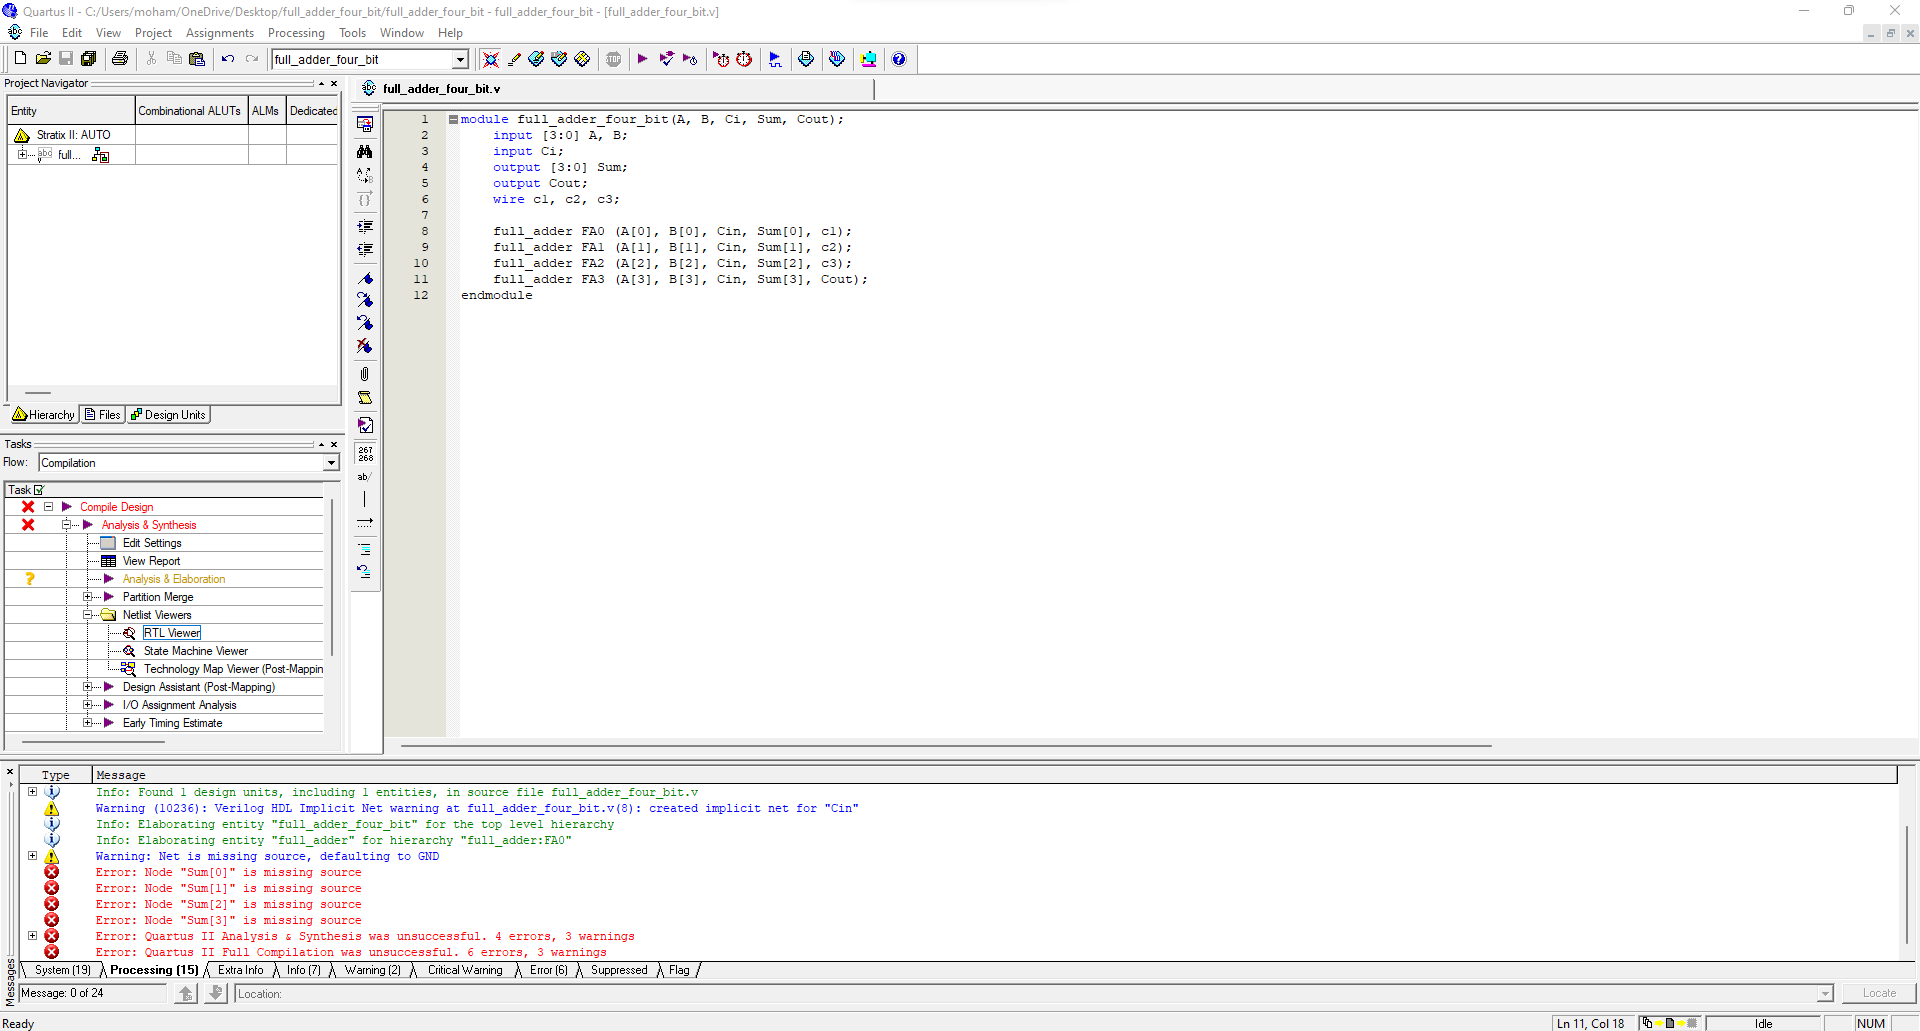 Quartus II - C:/Users/moham/OneDrive/Desktop/full_adder_four_bit/full_adder_four_bit - full_adder_four_bit - [full_adder_four_bit.v]
File Edit View Project Assignments Processing Tools Window Help
full_adder_four_bit
Project Navigator
Entity Combinational ALUTs ALMs Dedicated
Stratix II: AUTO
abc full...
Hierarchy Files Design Units
Tasks
Flow: Compilation
Task
Compile Design
Analysis & Synthesis
Edit Settings
View Report
Analysis & Elaboration
Partition Merge
Netlist Viewers
RTL Viewer
State Machine Viewer
Technology Map Viewer (Post-Mappin
Design Assistant (Post-Mapping)
I/O Assignment Analysis
Early Timing Estimate
abc full_adder_four_bit.v
267
268
ab/
1 module full_adder_four_bit(A, B, Ci, Sum, Cout);
2 input [3:0] A, B;
3 input Ci;
4 output [3:0] Sum;
5 output Cout;
6 wire c1, c2, c3;
7
8 full_adder FA0 (A[0], B[0], Cin, Sum[0], c1);
9 full_adder FA1 (A[1], B[1], Cin, Sum[1], c2);
10 full_adder FA2 (A[2], B[2], Cin, Sum[2], c3);
11 full_adder FA3 (A[3], B[3], Cin, Sum[3], Cout);
12 endmodule
Type Message
Info: Found 1 design units, including 1 entities, in source file full_adder_four_bit.v
Warning (10236): Verilog HDL Implicit Net warning at full_adder_four_bit.v(8): created implicit net for "Cin"
Info: Elaborating entity "full_adder_four_bit" for the top level hierarchy
Info: Elaborating entity "full_adder" for hierarchy "full_adder:FA0"
Warning: Net is missing source, defaulting to GND
Error: Node "Sum[0]" is missing source
Error: Node "Sum[1]" is missing source
Error: Node "Sum[2]" is missing source
Error: Node "Sum[3]" is missing source
Error: Quartus II Analysis & Synthesis was unsuccessful. 4 errors, 3 warnings
Error: Quartus II Full Compilation was unsuccessful. 6 errors, 3 warnings
System (19) Processing (15) Extra Info Info (7) Warning (2) Critical Warning Error (6) Suppressed Flag
Messages
Message: 0 of 24 Location: Locate
Ready Ln 11, Col 18 Idle NUM